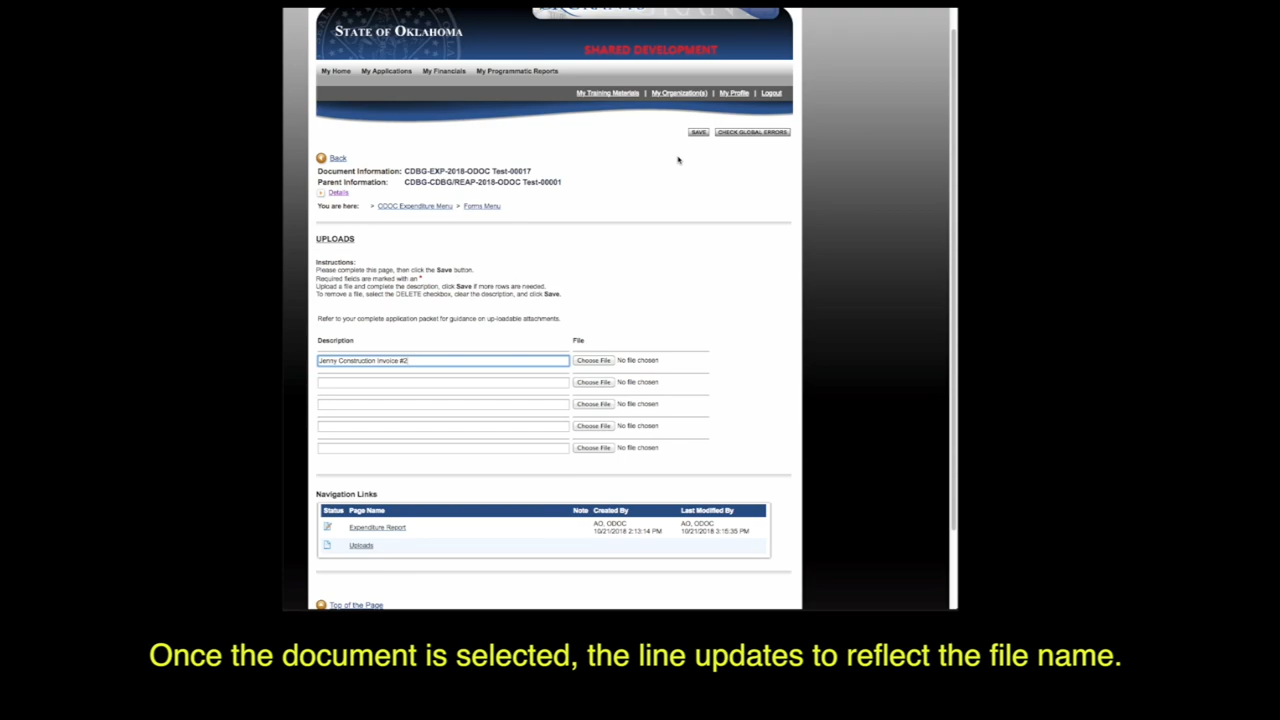 STATE OF OKLAHOMA
SHARED DEVELOPMENT
My Home My Applications My Financials My Programmatic Reports
My Training Materials | My Organization(s) | My Profile | Logout
SAVE CHECK GLOBAL ERRORS
Back
Document Information: CDBG-EXP-2018-ODOC Test-00017
Parent Information: CDBG-CDBG/REAP-2018-ODOC Test-00001
Details
You are here: > ODOC Expenditure Menu > Forms Menu
UPLOADS
Instructions:
Please complete this page, then click the Save button.
Required fields are marked with an *
Upload a file and complete the description, click Save if more rows are needed.
To remove a file, select the DELETE checkbox, clear the description, and click Save.
Refer to your complete application packet for guidance on up-loadable attachments.
Description File
Jenny Construction Invoice #2 Choose File No file chosen
Choose File No file chosen
Choose File No file chosen
Choose File No file chosen
Choose File No file chosen
Navigation Links
Status Page Name Note Created By Last Modified By
Expenditure Report AO, ODOC AO, ODOC
10/21/2018 2:13:14 PM 10/21/2018 3:15:35 PM
Uploads
Top of the Page
Once the document is selected, the line updates to reflect the file name.